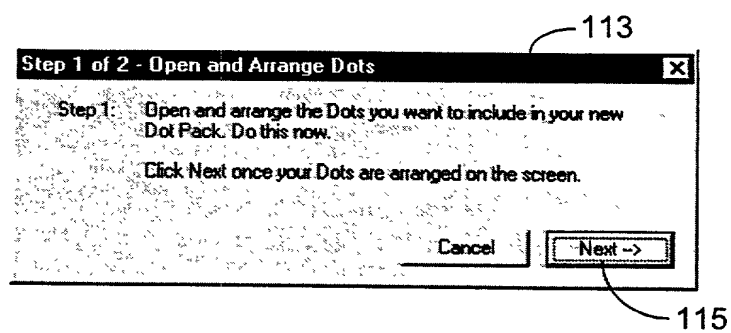 113
Step 1 of 2 - Open and Arrange Dots
Step 1: Open and arrange the Dots you want to include in your new
Dot Pack. Do this now.
Click Next once your Dots are arranged on the screen.
Cancel Next -->
115